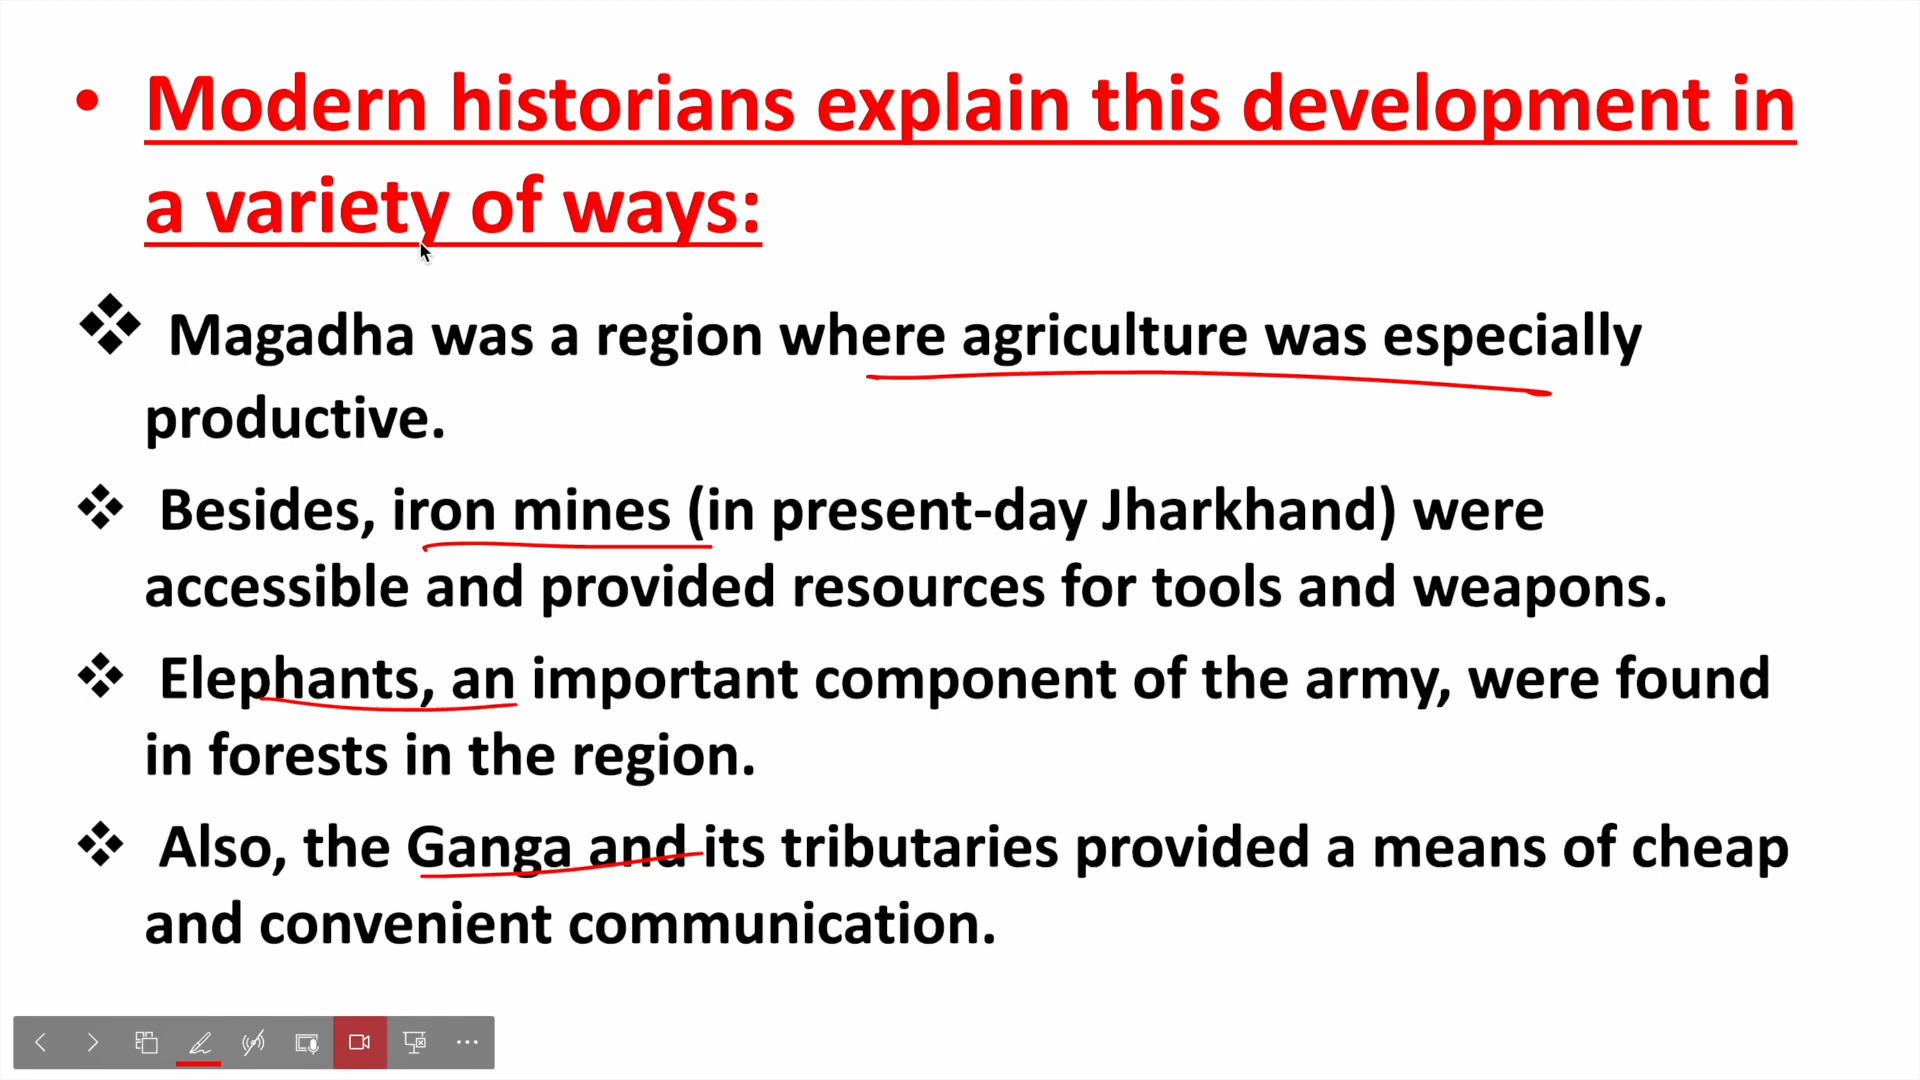 • Modern historians explain this development in
a variety of ways:
❖ Magadha was a region where agriculture was especially
productive.
❖ Besides, iron mines (in present-day Jharkhand) were
accessible and provided resources for tools and weapons.
❖ Elephants, an important component of the army, were found
in forests in the region.
❖ Also, the Ganga and its tributaries provided a means of cheap
and convenient communication.